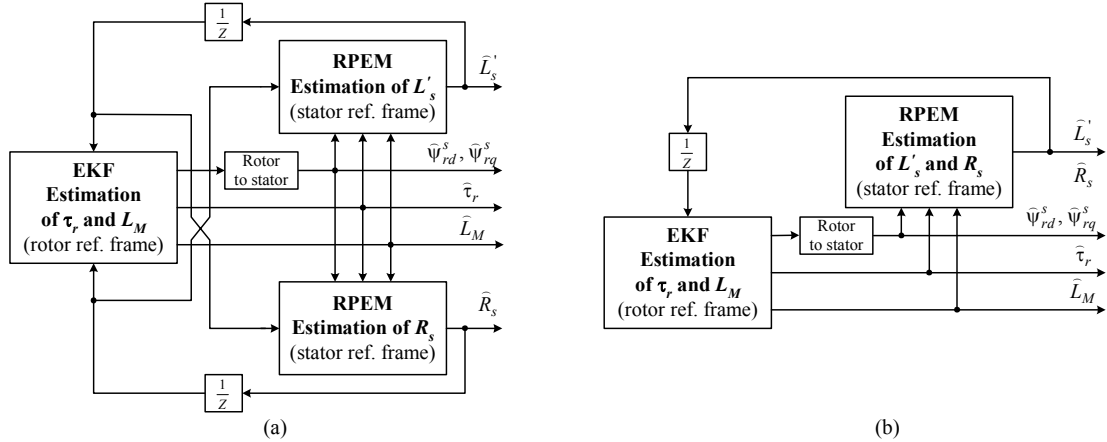 1/Z
RPEM
Estimation of L's
(stator ref. frame)
L̂'s
EKF
Estimation
of τr and LM
(rotor ref. frame)
Rotor
to stator
ψ̂ˢrd, ψ̂ˢrq
τ̂r
L̂M
RPEM
Estimation of Rs
(stator ref. frame)
R̂s
1/Z
(a)
1/Z
RPEM
Estimation
of L's and Rs
(stator ref. frame)
L̂'s
R̂s
EKF
Estimation
of τr and LM
(rotor ref. frame)
Rotor
to stator
ψ̂ˢrd, ψ̂ˢrq
τ̂r
L̂M
(b)